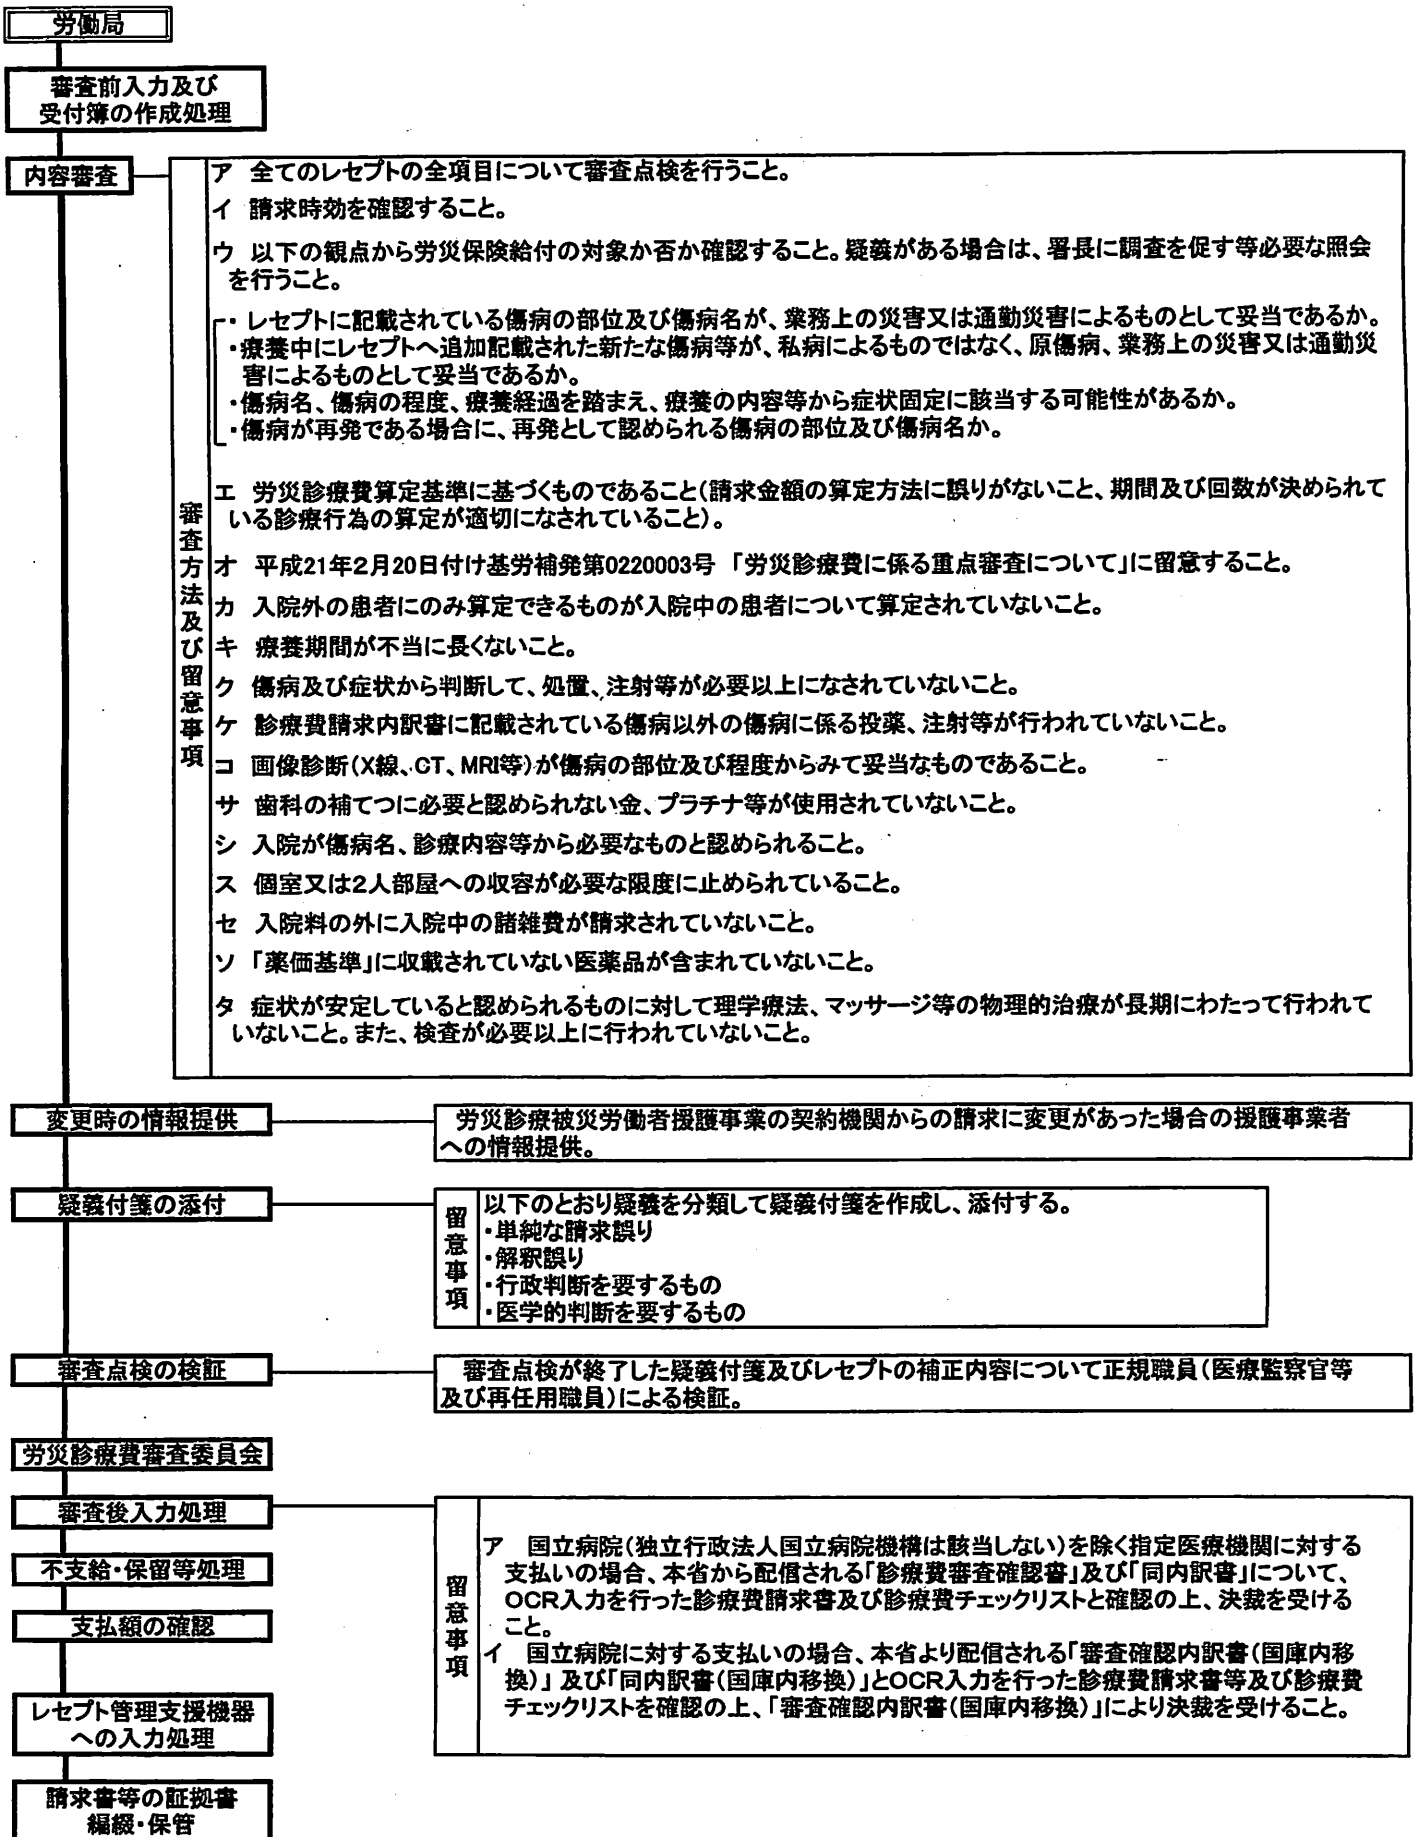 労働局
審査前入力及び
受付簿の作成処理
内容審査
審査方法及び留意事項
ア 全てのレセプトの全項目について審査点検を行うこと。
イ 請求時効を確認すること。
ウ 以下の観点から労災保険給付の対象か否か確認すること。疑義がある場合は、署長に調査を促す等必要な照会
を行うこと。
・レセプトに記載されている傷病の部位及び傷病名が、業務上の災害又は通勤災害によるものとして妥当であるか。
・療養中にレセプトへ追加記載された新たな傷病等が、私病によるものではなく、原傷病、業務上の災害又は通勤災
害によるものとして妥当であるか。
・傷病名、傷病の程度、療養経過を踏まえ、療養の内容等から症状固定に該当する可能性があるか。
・傷病が再発である場合に、再発として認められる傷病の部位及び傷病名か。
エ 労災診療費算定基準に基づくものであること(請求金額の算定方法に誤りがないこと、期間及び回数が決められて
いる診療行為の算定が適切になされていること)。
オ 平成21年2月20日付け基労補発第0220003号 「労災診療費に係る重点審査について」に留意すること。
カ 入院外の患者にのみ算定できるものが入院中の患者について算定されていないこと。
キ 療養期間が不当に長くないこと。
ク 傷病及び症状から判断して、処置、注射等が必要以上になされていないこと。
ケ 診療費請求内訳書に記載されている傷病以外の傷病に係る投薬、注射等が行われていないこと。
コ 画像診断(X線、CT、MRI等)が傷病の部位及び程度からみて妥当なものであること。
サ 歯科の補てつに必要と認められない金、プラチナ等が使用されていないこと。
シ 入院が傷病名、診療内容等から必要なものと認められること。
ス 個室又は2人部屋への収容が必要な限度に止められていること。
セ 入院料の外に入院中の諸雑費が請求されていないこと。
ソ 「薬価基準」に収載されていない医薬品が含まれていないこと。
タ 症状が安定していると認められるものに対して理学療法、マッサージ等の物理的治療が長期にわたって行われて
いないこと。また、検査が必要以上に行われていないこと。
変更時の情報提供
労災診療被災労働者援護事業の契約機関からの請求に変更があった場合の援護事業者
への情報提供。
疑義付箋の添付
留意事項
以下のとおり疑義を分類して疑義付箋を作成し、添付する。
・単純な請求誤り
・解釈誤り
・行政判断を要するもの
・医学的判断を要するもの
審査点検の検証
審査点検が終了した疑義付箋及びレセプトの補正内容について正規職員(医療監察官等
及び再任用職員)による検証。
労災診療費審査委員会
審査後入力処理
不支給・保留等処理
支払額の確認
レセプト管理支援機器
への入力処理
請求書等の証拠書
編綴・保管
留意事項
ア 国立病院(独立行政法人国立病院機構は該当しない)を除く指定医療機関に対する
支払いの場合、本省から配信される「診療費審査確認書」及び「同内訳書」について、
OCR入力を行った診療費請求書及び診療費チェックリストと確認の上、決裁を受ける
こと。
イ 国立病院に対する支払いの場合、本省より配信される「審査確認内訳書(国庫内移
換)」及び「同内訳書(国庫内移換)」とOCR入力を行った診療費請求書等及び診療費
チェックリストを確認の上、「審査確認内訳書(国庫内移換)」により決裁を受けること。